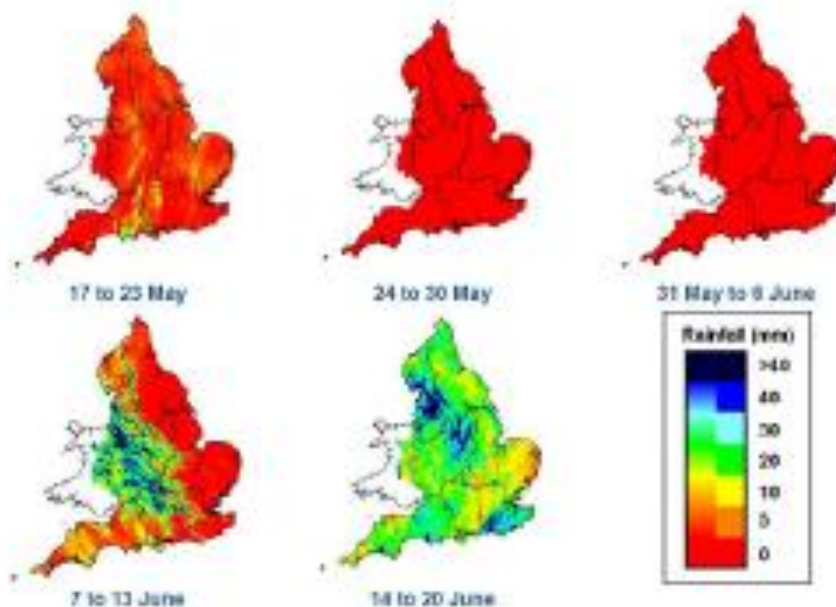 17 to 23 May
24 to 30 May
31 May to 6 June
7 to 13 June
14 to 20 June
Rainfall (mm)
>40
40
30
20
10
5
0